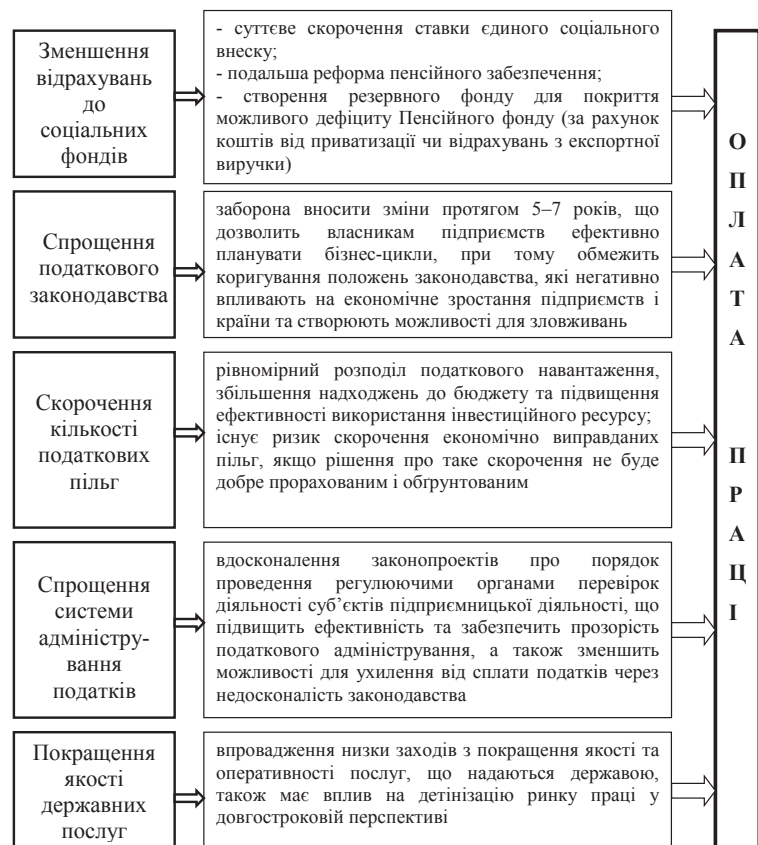 Зменшення
відрахувань
до
соціальних
фондів
- суттєве скорочення ставки єдиного соціального
внеску;
- подальша реформа пенсійного забезпечення;
- створення резервного фонду для покриття
можливого дефіциту Пенсійного фонду (за рахунок
коштів від приватизації чи відрахувань з експортної
виручки)
Спрощення
податкового
законодавства
заборона вносити зміни протягом 5–7 років, що
дозволить власникам підприємств ефективно
планувати бізнес-цикли, при тому обмежить
коригування положень законодавства, які негативно
впливають на економічне зростання підприємств і
країни та створюють можливості для зловживань
Скорочення
кількості
податкових
пільг
рівномірний розподіл податкового навантаження,
збільшення надходжень до бюджету та підвищення
ефективності використання інвестиційного ресурсу;
існує ризик скорочення економічно виправданих
пільг, якщо рішення про таке скорочення не буде
добре прорахованим і обґрунтованим
Спрощення
системи
адміністру-
вання
податків
вдосконалення законопроектів про порядок
проведення регулюючими органами перевірок
діяльності суб’єктів підприємницької діяльності, що
підвищить ефективність та забезпечить прозорість
податкового адміністрування, а також зменшить
можливості для ухилення від сплати податків через
недосконалість законодавства
Покращення
якості
державних
послуг
впровадження низки заходів з покращення якості та
оперативності послуг, що надаються державою,
також має вплив на детінізацію ринку праці у
довгостроковій перспективі
О
П
Л
А
Т
А
П
Р
А
Ц
І